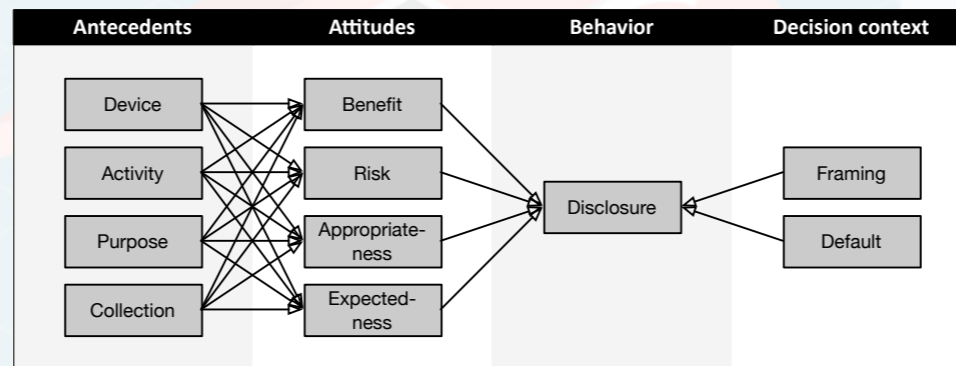 Antecedents Attitudes Behavior Decision context
Device
Benefit
Activity
Risk
Framing
Disclosure
Purpose
Appropriate-
ness
Default
Collection
Expected-
ness